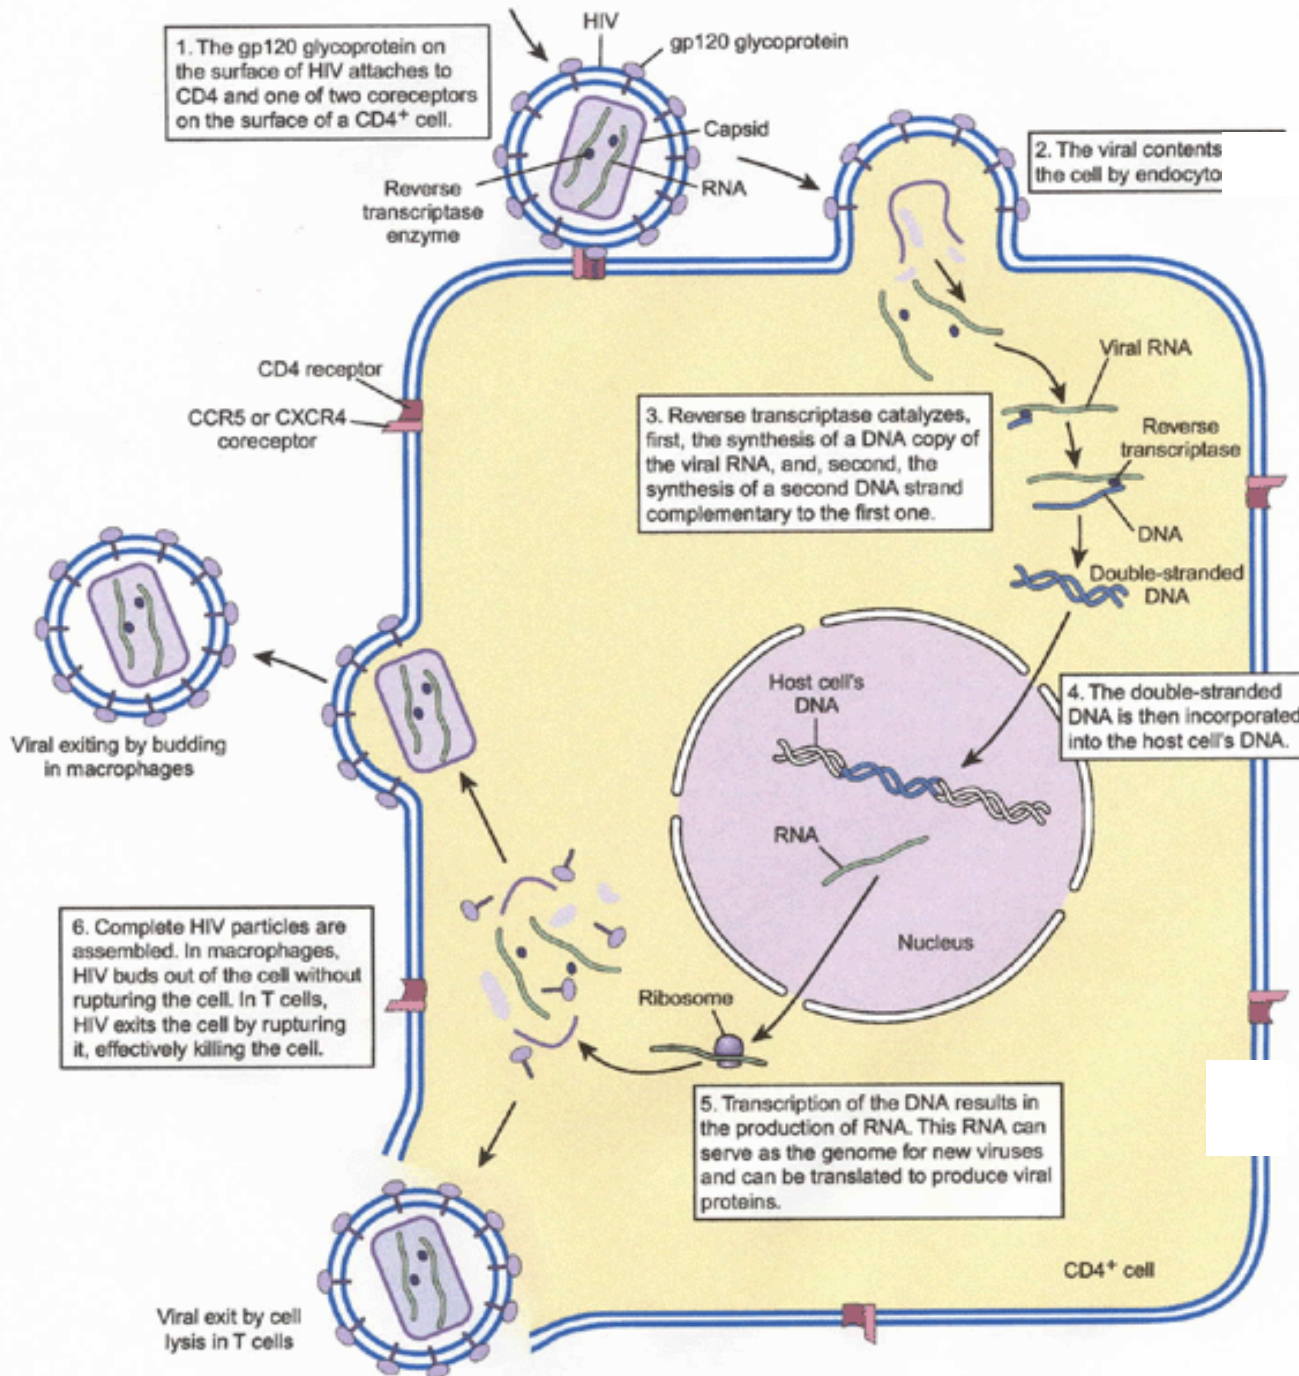 HIV
gp120 glycoprotein
1. The gp120 glycoprotein on
the surface of HIV attaches to
CD4 and one of two coreceptors
on the surface of a CD4+ cell.
Capsid
RNA
Reverse
transcriptase
enzyme
2. The viral contents
the cell by
CD4 receptor
CCR5 or CXCR4
coreceptor
Viral RNA
Reverse
transcriptase
DNA
Double-stranded
DNA
3. Reverse transcriptase catalyzes,
first, the synthesis of a DNA copy of
the viral RNA, and, second, the
synthesis of a second DNA strand
complementary to the first one.
Host cell's
DNA
4. The double-stranded
DNA is then incorporated
into the host cell's DNA.
Viral exiting by budding
in macrophages
RNA
Nucleus
6. Complete HIV particles are
assembled. In macrophages,
HIV buds out of the cell without
rupturing the cell. In T cells,
HIV exits the cell by rupturing
it, effectively killing the cell.
Ribosome
5. Transcription of the DNA results in
the production of RNA. This RNA can
serve as the genome for new viruses
and can be translated to produce viral
proteins.
CD4+ cell
Viral exit by cell
lysis in T cells